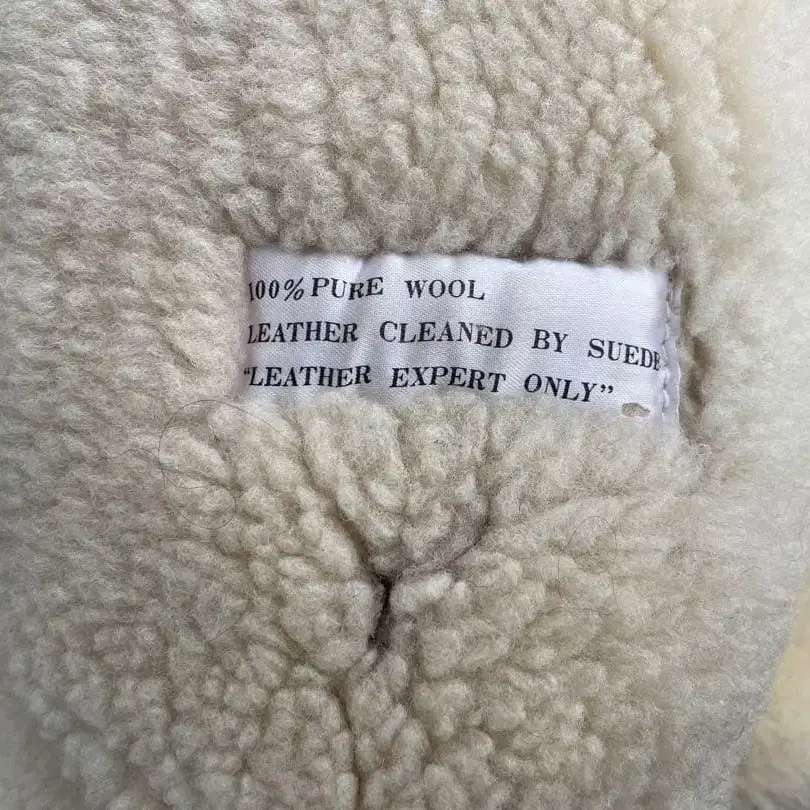 100% PURE WOOL
LEATHER CLEANED BY SUEDE
"LEATHER EXPERT ONLY"